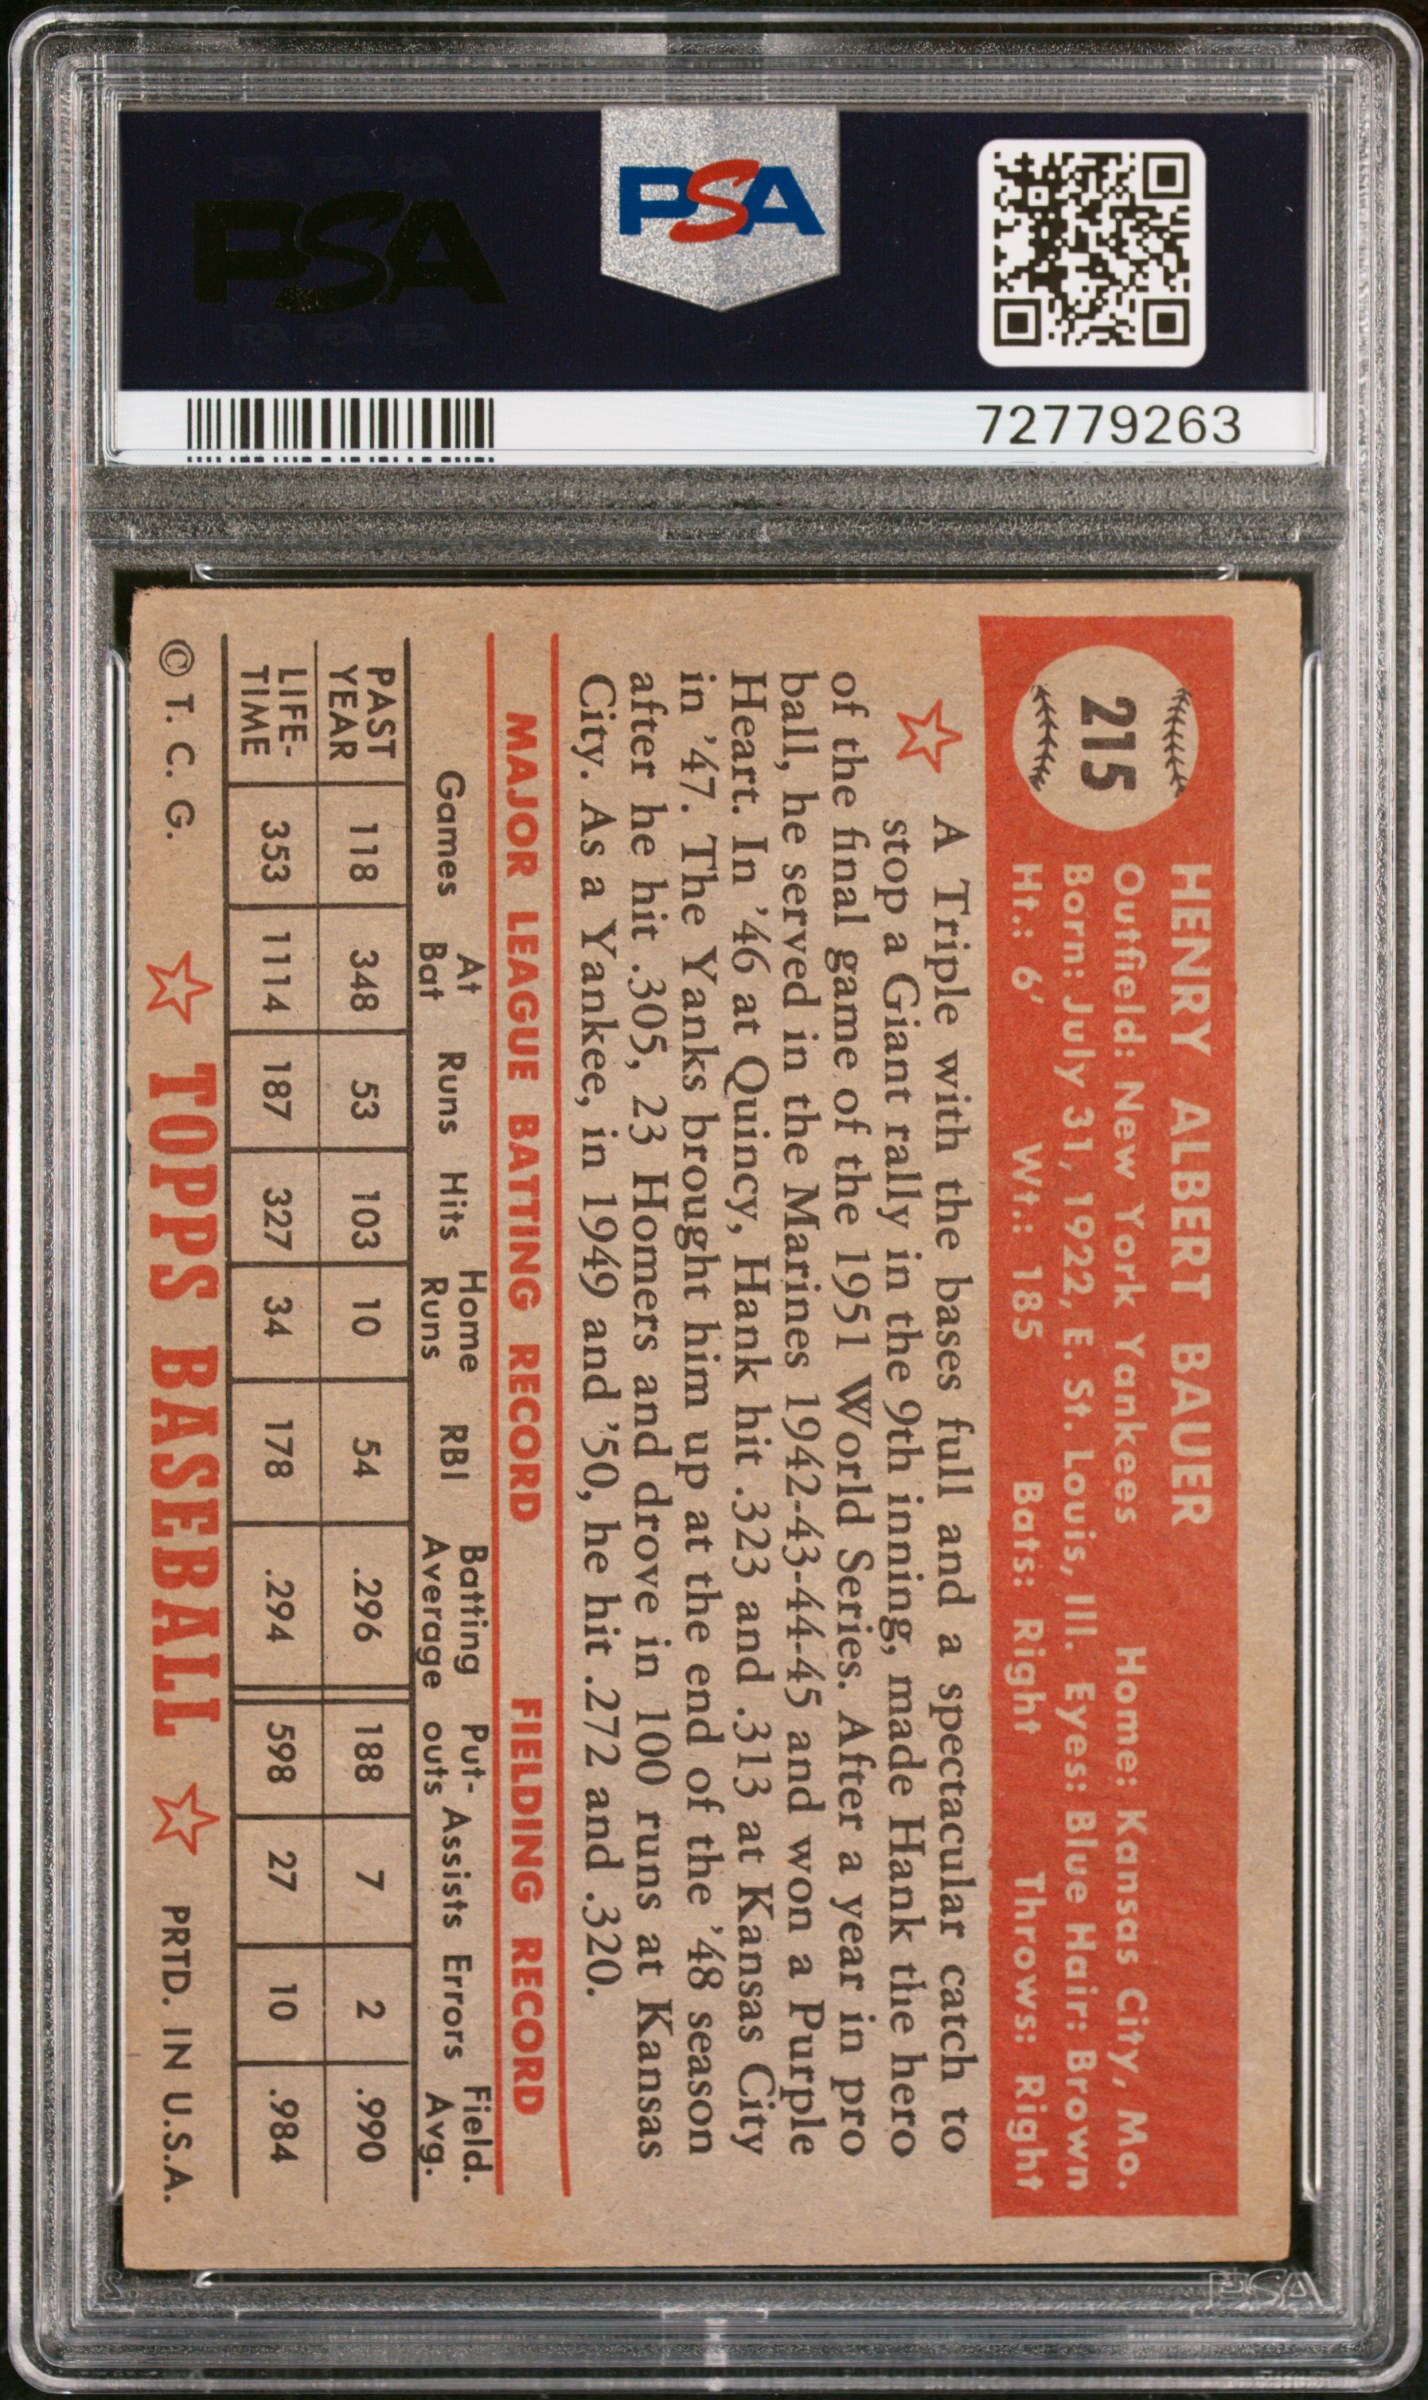 PSA
PSA
72779263
215
HENRY ALBERT BAUER
Outfield: New York Yankees Home: Kansas City, Mo.
Born: July 31, 1922, E. St. Louis, Ill. Eyes: Blue Hair: Brown
Ht.: 6' Wt.: 185 Bats: Right Throws: Right
A Triple with the bases full and a spectacular catch to
stop a Giant rally in the 9th inning, made Hank the hero
of the final game of the 1951 World Series. After a year in pro
ball, he served in the Marines 1942-43-44-45 and won a Purple
Heart. In '46 at Quincy, Hank hit .323 and .313 at Kansas City
in '47. The Yanks brought him up at the end of the '48 season
after he hit .305, 23 Homers and drove in 100 runs at Kansas
City. As a Yankee, in 1949 and '50, he hit .272 and .320.
MAJOR LEAGUE BATTING RECORD FIELDING RECORD
Games At Bat Runs Hits Home Runs RBI Batting Average Put-outs Assists Errors Field. Avg.
PAST YEAR 118 348 53 103 10 54 .296 188 7 2 .990
LIFE-TIME 353 1114 187 327 34 178 .294 598 27 10 .984
© T. C. G. TOPPS BASEBALL PRTD. IN U.S.A.
PSA